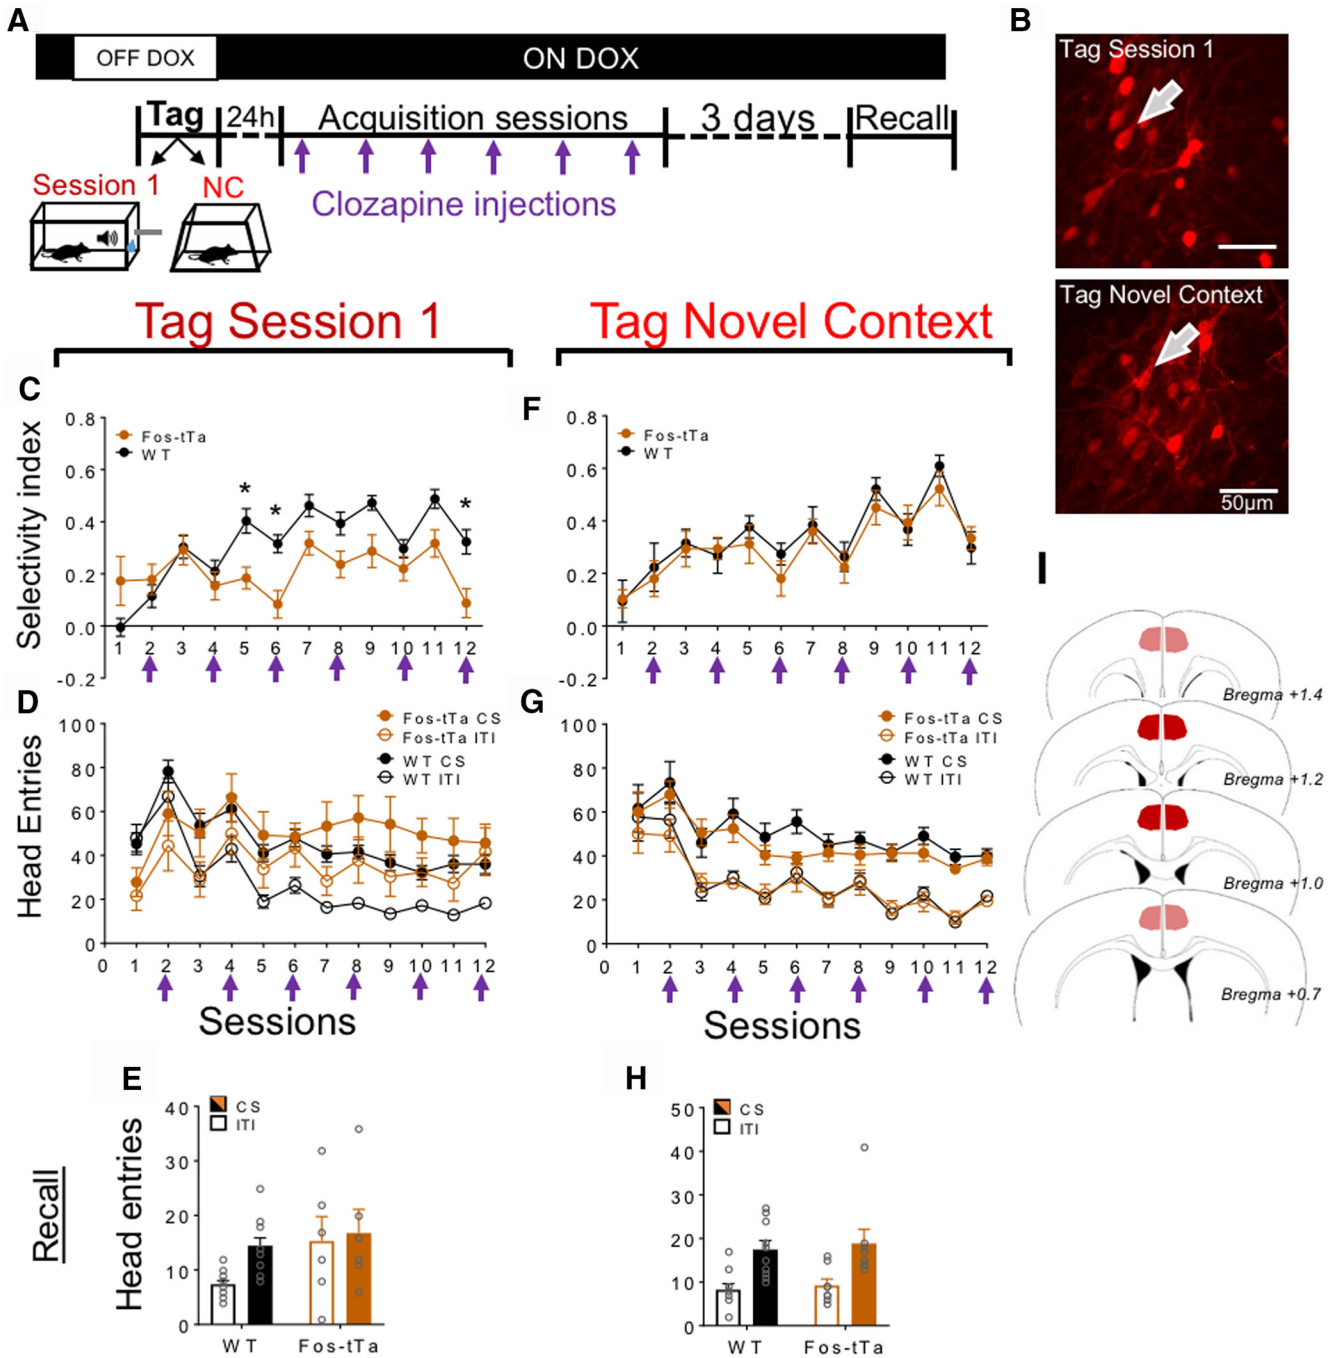 A
OFF DOX
ON DOX
Tag
24h
Acquisition sessions
3 days
Recall
Session 1
NC
Clozapine injections
B
Tag Session 1
Tag Novel Context
50μm
Tag Session 1
Tag Novel Context
C
Selectivity index
0.8
0.6
0.4
0.2
0.0
-0.2
Fos-tTa
WT
*
*
*
1 2 3 4 5 6 7 8 9 10 11 12
F
0.8
0.6
0.4
0.2
0.0
-0.2
Fos-tTa
WT
1 2 3 4 5 6 7 8 9 10 11 12
D
Head Entries
100
80
60
40
20
0
Fos-tTa CS
Fos-tTa ITI
WT CS
WT ITI
0 1 2 3 4 5 6 7 8 9 10 11 12
Sessions
G
100
80
60
40
20
0
Fos-tTa CS
Fos-tTa ITI
WT CS
WT ITI
0 1 2 3 4 5 6 7 8 9 10 11 12
Sessions
I
Bregma +1.4
Bregma +1.2
Bregma +1.0
Bregma +0.7
Recall
E
Head entries
40
30
20
10
0
CS
ITI
WT
Fos-tTa
H
50
40
30
20
10
0
CS
ITI
WT
Fos-tTa